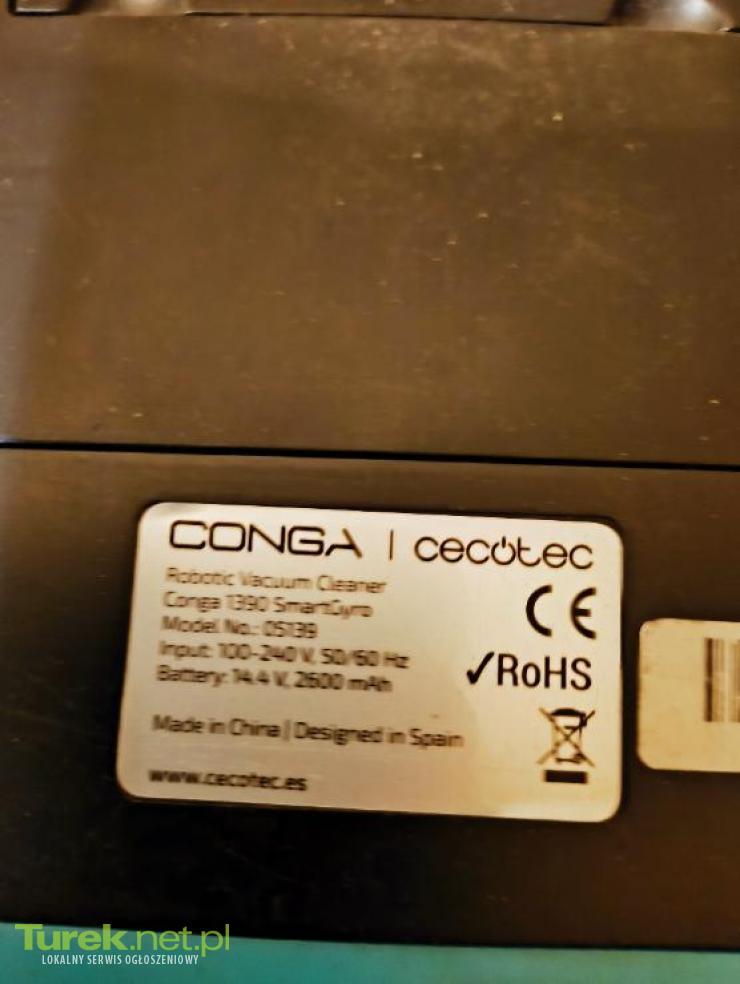 CONGA | cecotec
Robotic Vacuum Cleaner
Conga 1390 SmartGyro
Model No.: 05139
Input: 100-240 V, 50/60 Hz
Battery: 14.4 V, 2600 mAh
CE
✓RoHS
Made in China | Designed in Spain
www.cecotec.es
Turek.net.pl
LOKALNY SERWIS OGŁOSZENIOWY